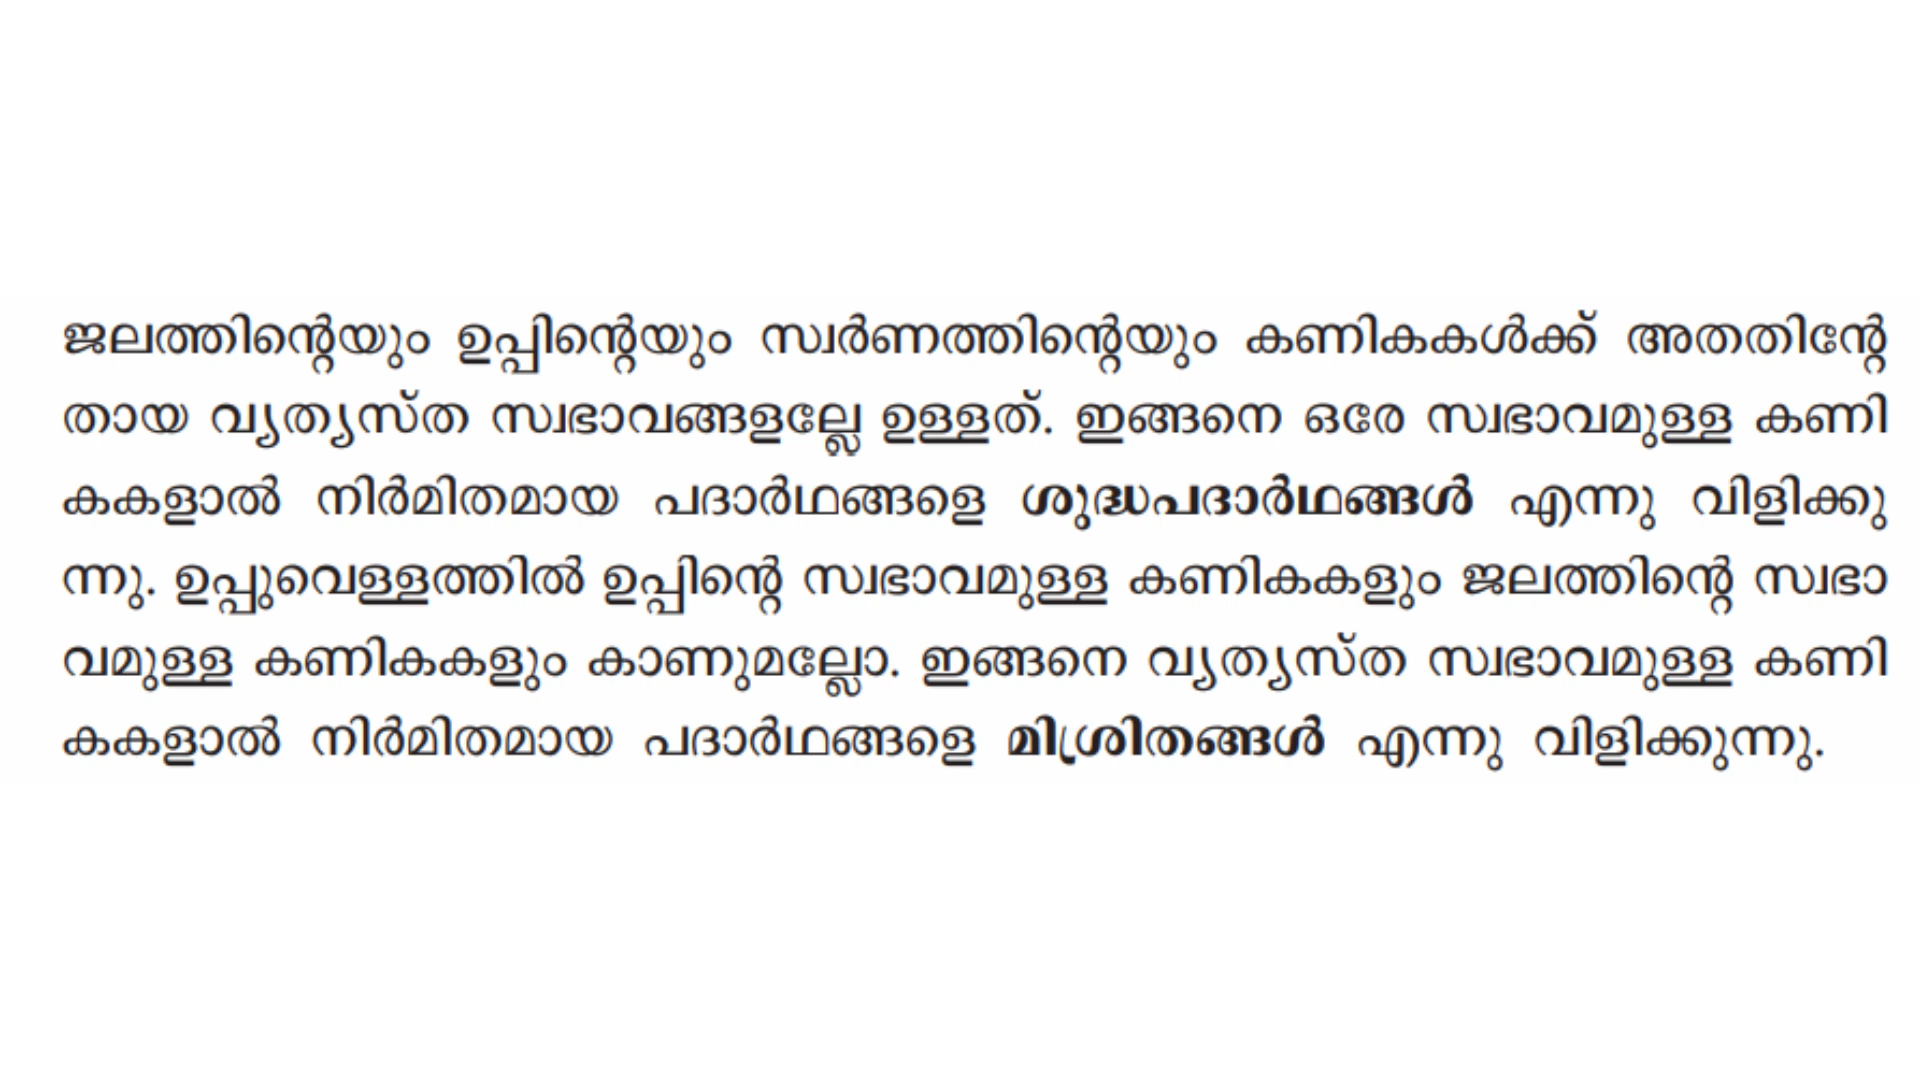 ജലത്തിന്റെയും ഉപ്പിന്റെയും സ്വർണത്തിന്റെയും കണികകൾക്ക് അതതിന്റേ
തായ വ്യത്യസ്ത സ്വഭാവങ്ങളല്ലേ ഉള്ളത്. ഇങ്ങനെ ഒരേ സ്വഭാവമുള്ള കണി
കകളാൽ നിർമിതമായ പദാർഥങ്ങളെ ശുദ്ധപദാർഥങ്ങൾ എന്നു വിളിക്കു
ന്നു. ഉപ്പുവെള്ളത്തിൽ ഉപ്പിന്റെ സ്വഭാവമുള്ള കണികകളും ജലത്തിന്റെ സ്വഭാ
വമുള്ള കണികകളും കാണുമല്ലോ. ഇങ്ങനെ വ്യത്യസ്ത സ്വഭാവമുള്ള കണി
കകളാൽ നിർമിതമായ പദാർഥങ്ങളെ മിശ്രിതങ്ങൾ എന്നു വിളിക്കുന്നു.